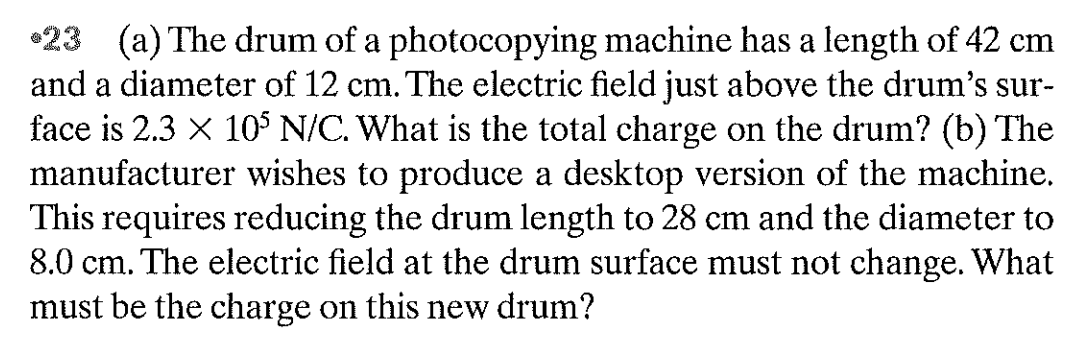 •23 (a) The drum of a photocopying machine has a length of 42 cm
and a diameter of 12 cm. The electric field just above the drum's sur-
face is 2.3 × 10⁵ N/C. What is the total charge on the drum? (b) The
manufacturer wishes to produce a desktop version of the machine.
This requires reducing the drum length to 28 cm and the diameter to
8.0 cm. The electric field at the drum surface must not change. What
must be the charge on this new drum?